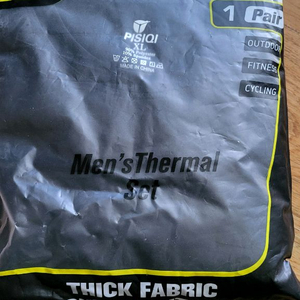 1 Pair
PISIQI
XL
MADE IN CHINA
OUTDOOR
FITNESS
CYCLING
Men's Thermal
Set
THICK FABRIC